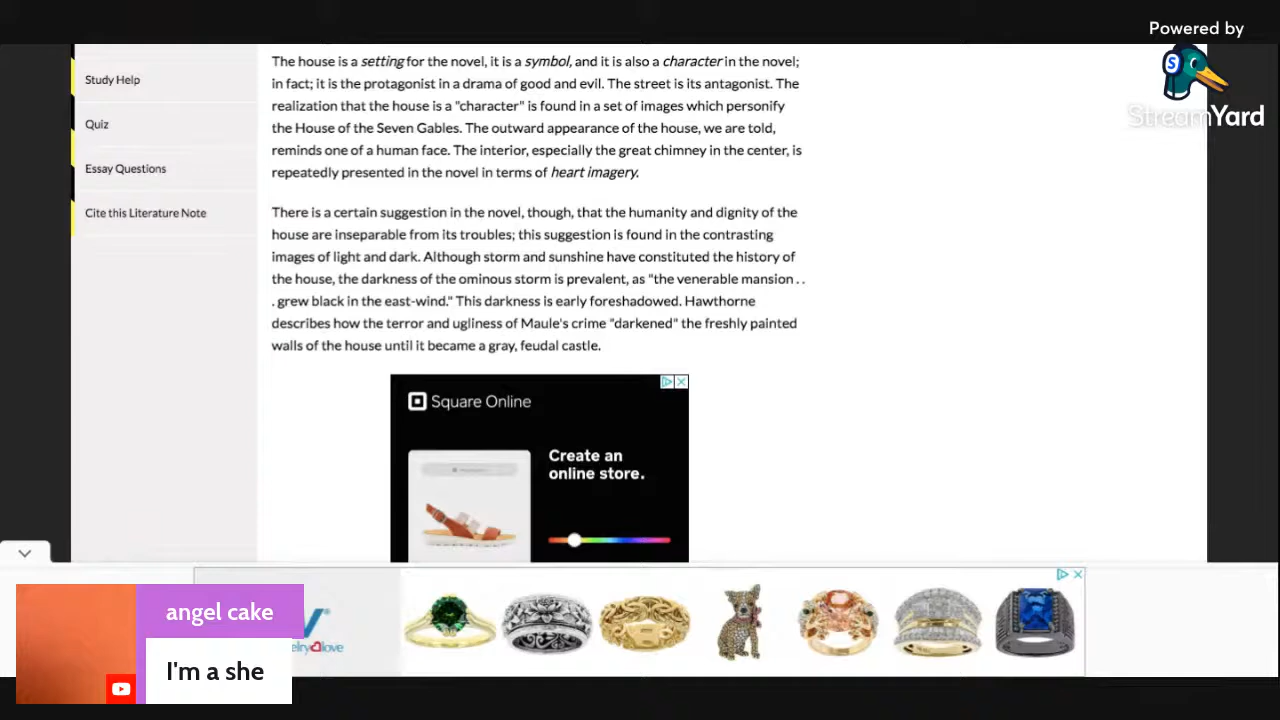 Powered by
StreamYard
Study Help
Quiz
Essay Questions
Cite this Literature Note
The house is a setting for the novel, it is a symbol, and it is also a character in the novel;
in fact; it is the protagonist in a drama of good and evil. The street is its antagonist. The
realization that the house is a "character" is found in a set of images which personify
the House of the Seven Gables. The outward appearance of the house, we are told,
reminds one of a human face. The interior, especially the great chimney in the center, is
repeatedly presented in the novel in terms of heart imagery.
There is a certain suggestion in the novel, though, that the humanity and dignity of the
house are inseparable from its troubles; this suggestion is found in the contrasting
images of light and dark. Although storm and sunshine have constituted the history of
the house, the darkness of the ominous storm is prevalent, as "the venerable mansion . .
. grew black in the east-wind." This darkness is early foreshadowed. Hawthorne
describes how the terror and ugliness of Maule's crime "darkened" the freshly painted
walls of the house until it became a gray, feudal castle.
Square Online
Create an
online store.
angel cake
I'm a she